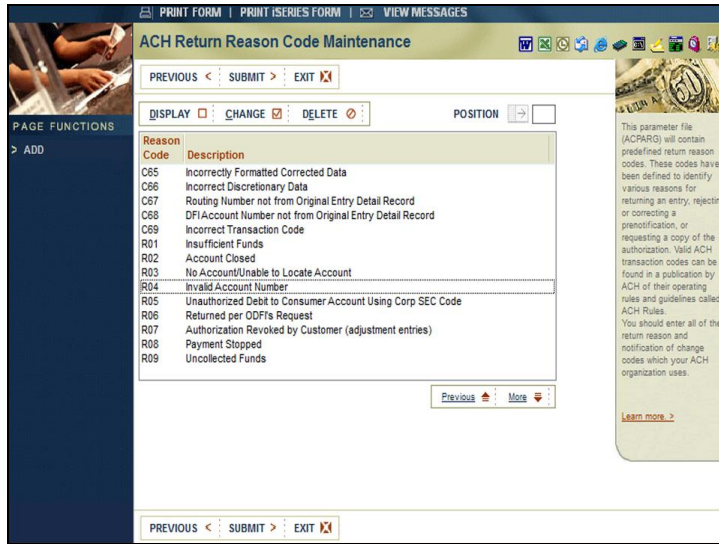 PRINT FORM | PRINT iSERIES FORM | VIEW MESSAGES
ACH Return Reason Code Maintenance
PREVIOUS < SUBMIT > EXIT
PAGE FUNCTIONS
> ADD
DISPLAY CHANGE DELETE POSITION
Reason
Code Description
C65 Incorrectly Formatted Corrected Data
C66 Incorrect Discretionary Data
C67 Routing Number not from Original Entry Detail Record
C68 DFI Account Number not from Original Entry Detail Record
C69 Incorrect Transaction Code
R01 Insufficient Funds
R02 Account Closed
R03 No Account/Unable to Locate Account
R04 Invalid Account Number
R05 Unauthorized Debit to Consumer Account Using Corp SEC Code
R06 Returned per ODFI's Request
R07 Authorization Revoked by Customer (adjustment entries)
R08 Payment Stopped
R09 Uncollected Funds
Previous More
This parameter file
(ACPARG) will contain
predefined return reason
codes. These codes have
been defined to identify
various reasons for
returning an entry, rejectin
or correcting a
prenotification, or
requesting a copy of the
authorization. Valid ACH
transaction codes can be
found in a publication by
ACH of their operating
rules and guidelines called
ACH Rules.
You should enter all of the
return reason and
notification of change
codes which your ACH
organization uses.
Learn more. >
PREVIOUS < SUBMIT > EXIT